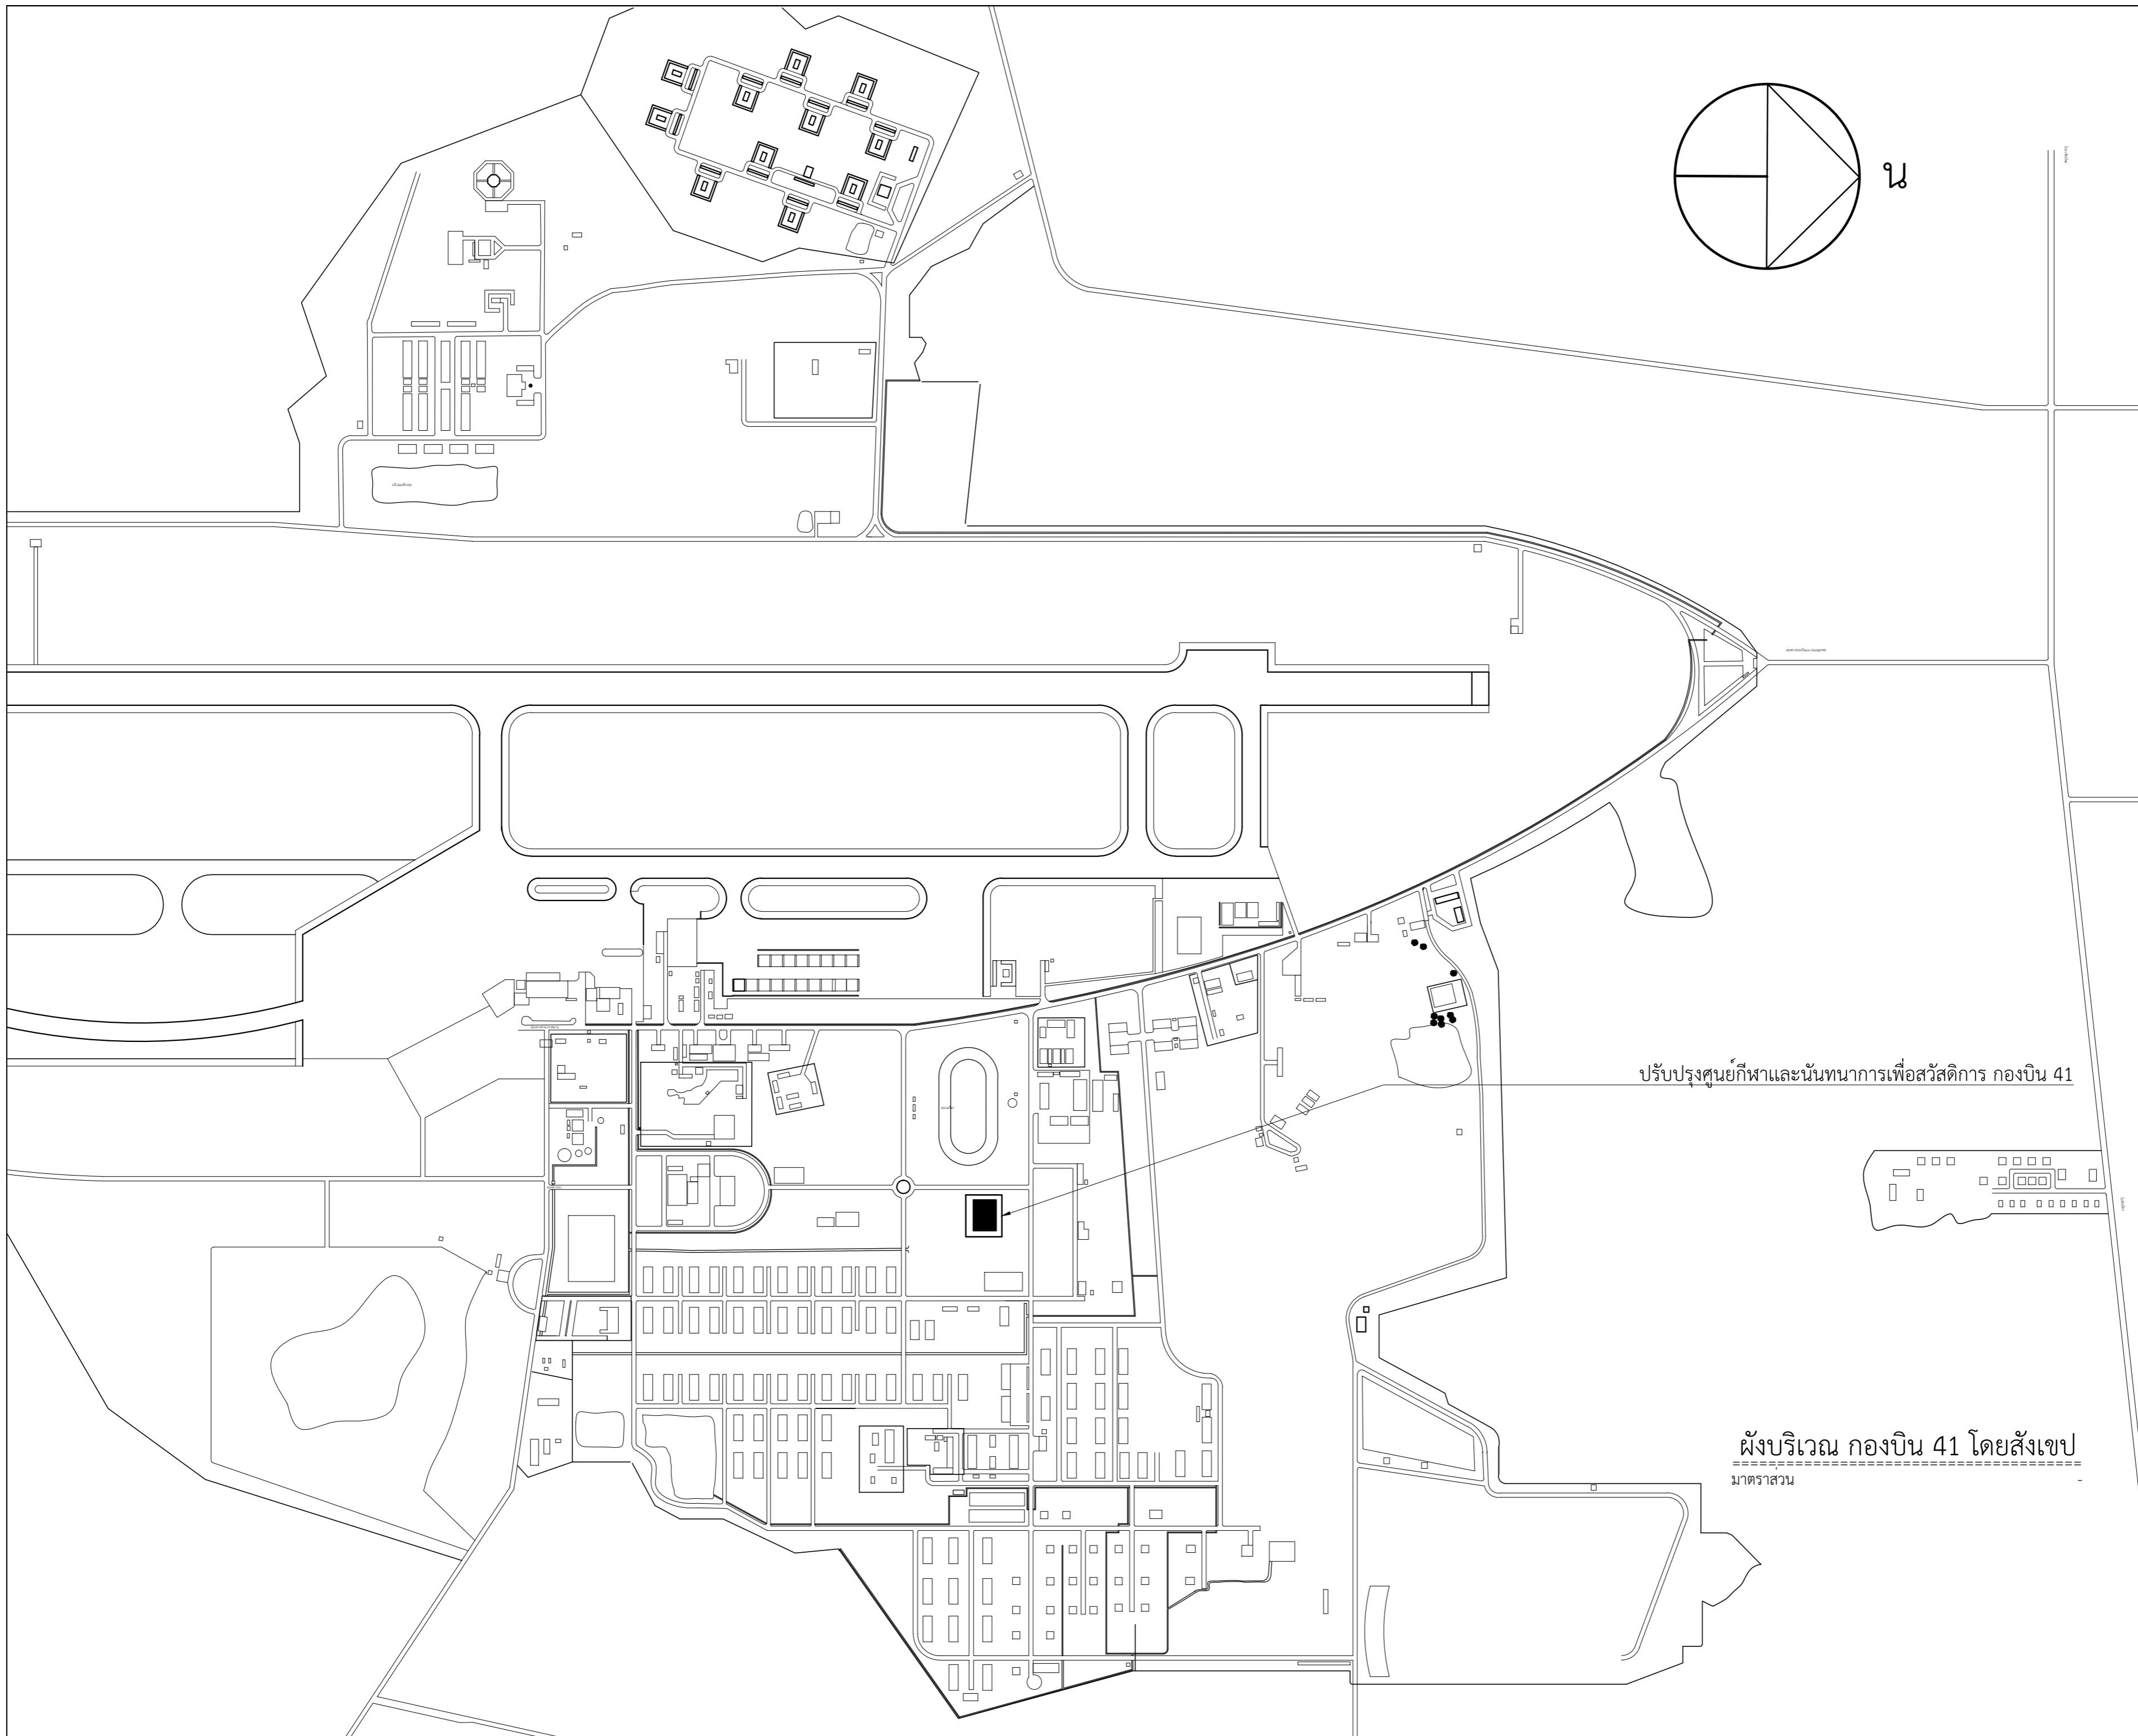 น
ปรับปรุงศูนย์กีฬาและนันทนาการเพื่อสวัสดิการ กองบิน 41
ผังบริเวณ กองบิน 41 โดยสังเขป
มาตราส่วน -